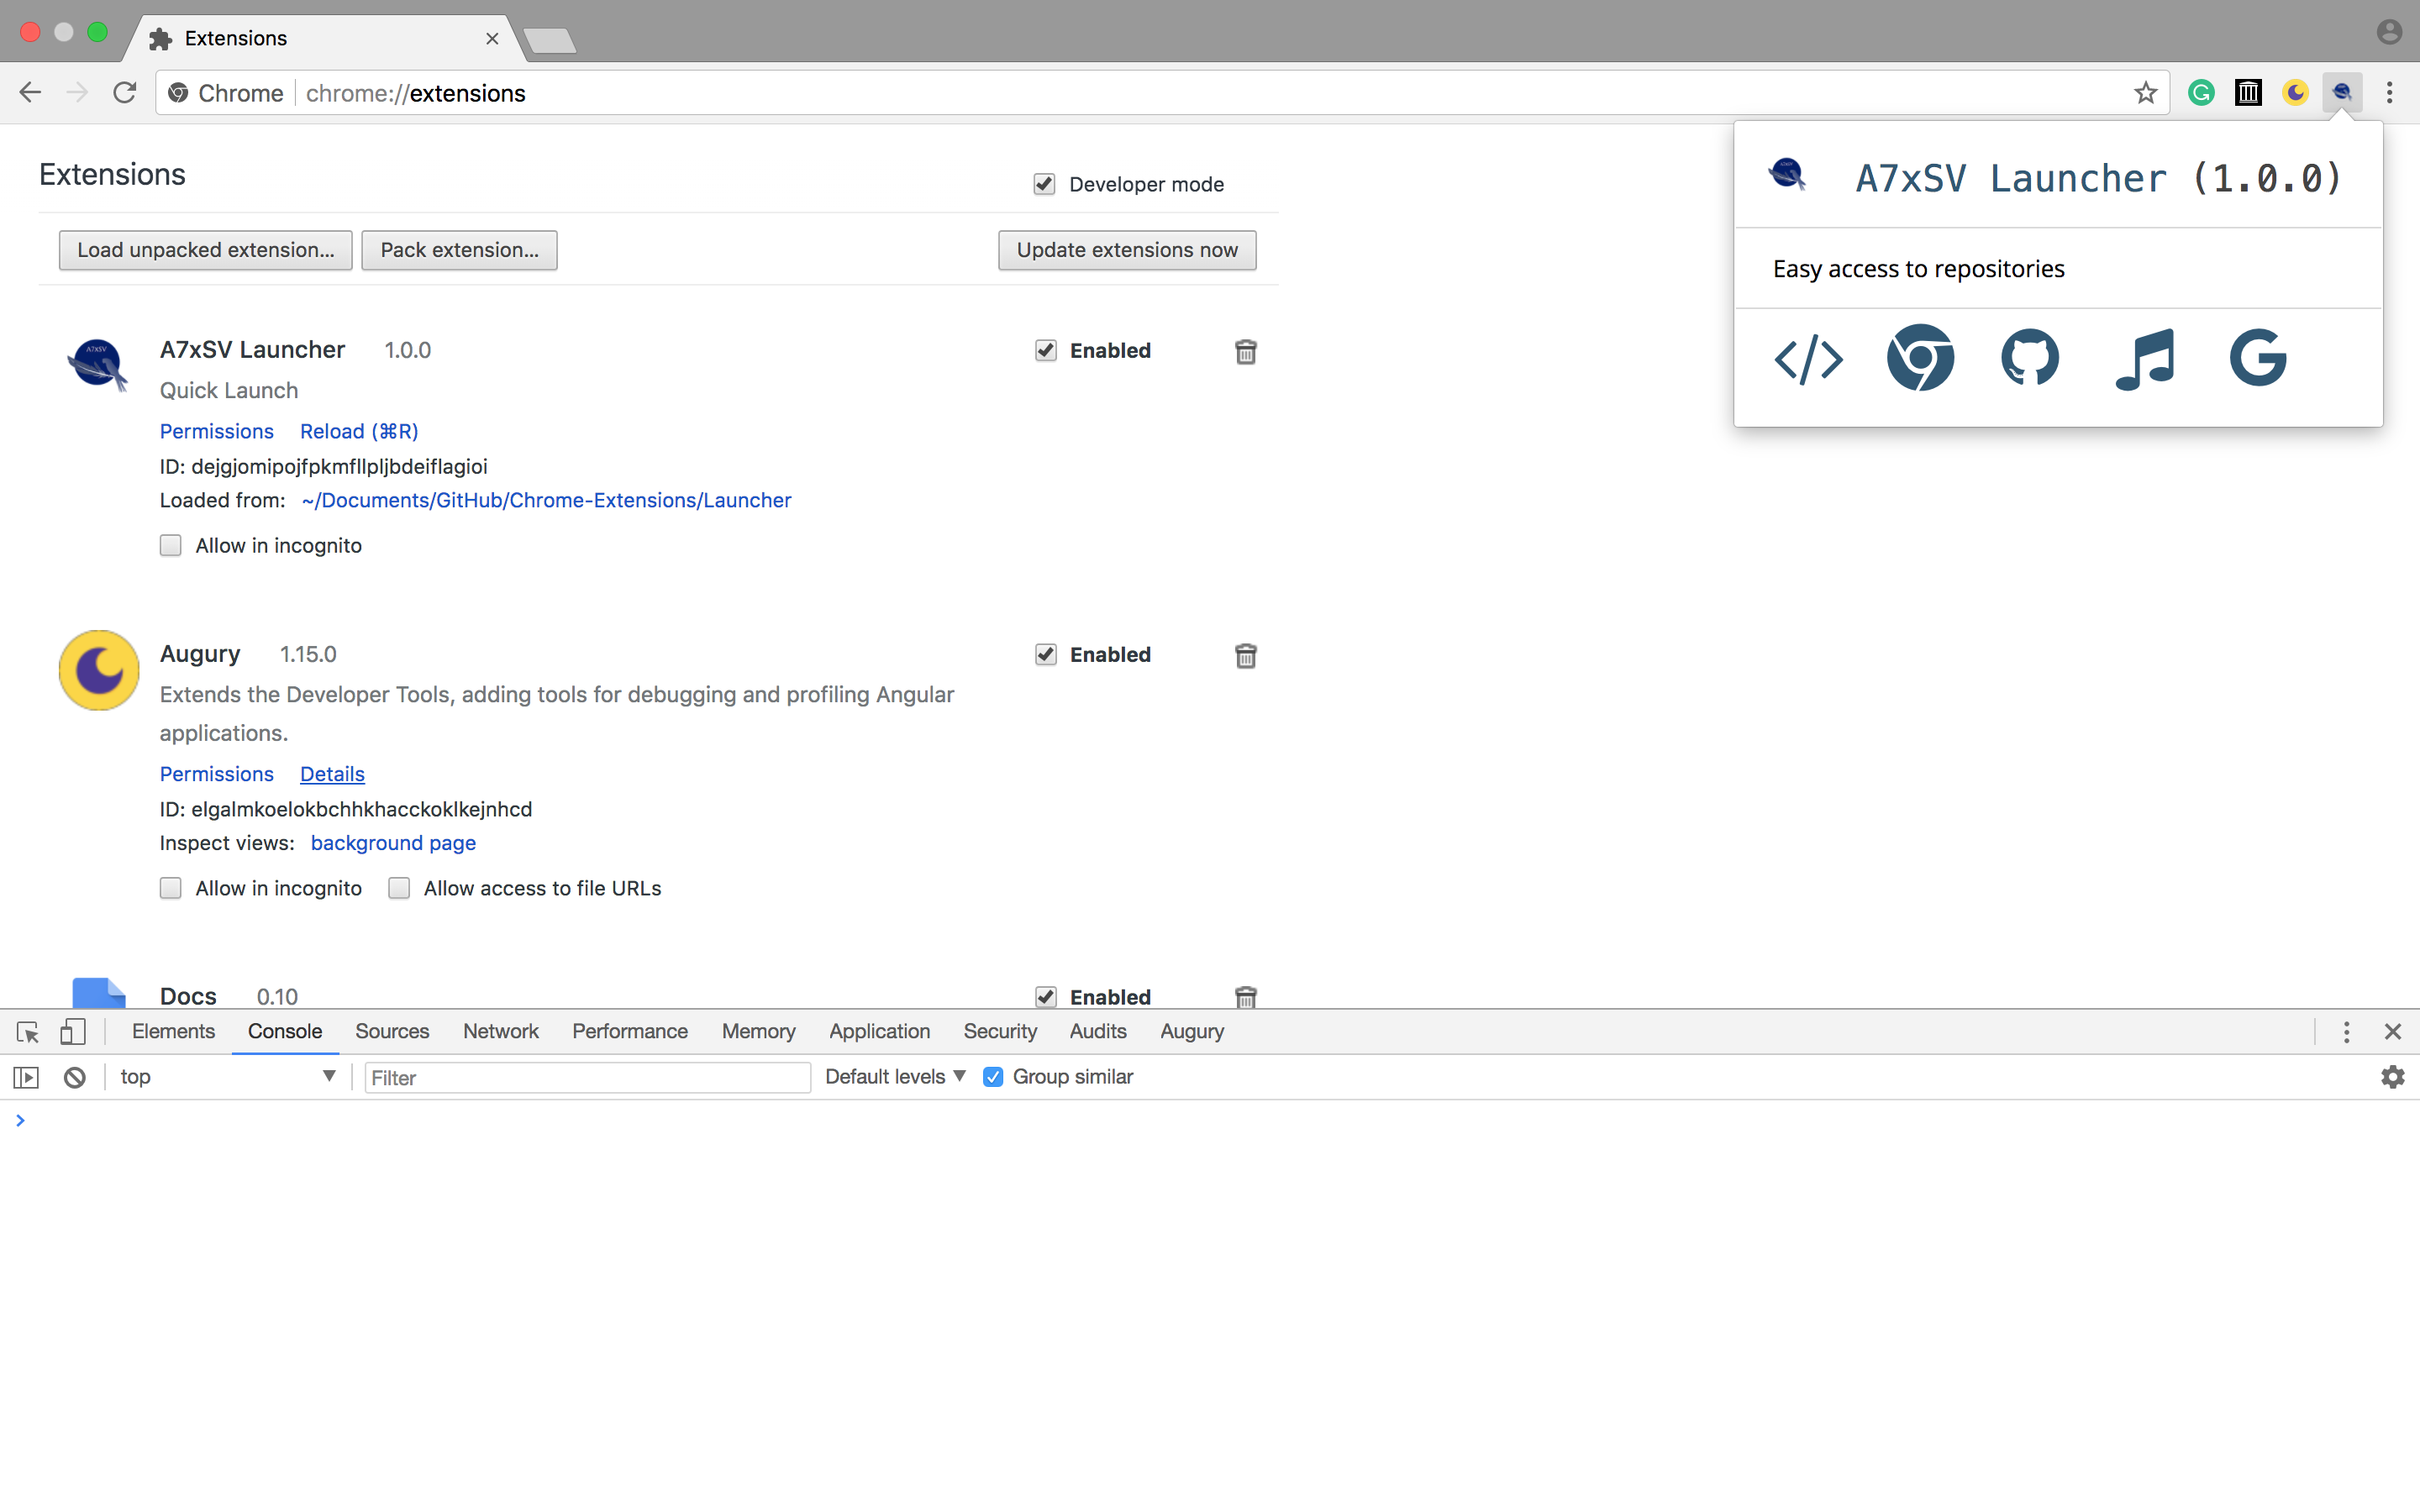 Extensions
Chrome chrome://extensions
Extensions
Developer mode
Load unpacked extension...
Pack extension...
Update extensions now
A7xSV Launcher (1.0.0)
Easy access to repositories
A7XSV
A7xSV Launcher 1.0.0
Enabled
Quick Launch
Permissions Reload (⌘R)
ID: dejgjomipojfpkmfllpljbdeiflagioi
Loaded from: ~/Documents/GitHub/Chrome-Extensions/Launcher
Allow in incognito
Augury 1.15.0
Enabled
Extends the Developer Tools, adding tools for debugging and profiling Angular
applications.
Permissions Details
ID: elgalmkoelokbchhkhacckoklkejnhcd
Inspect views: background page
Allow in incognito Allow access to file URLs
Docs 0.10
Enabled
Elements Console Sources Network Performance Memory Application Security Audits Augury
top Filter Default levels Group similar